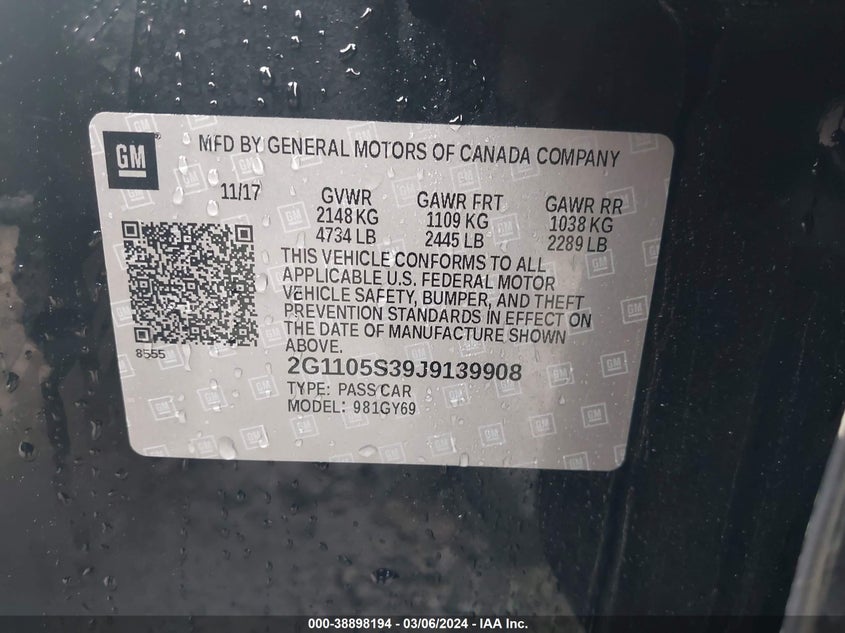 GM
MFD BY GENERAL MOTORS OF CANADA COMPANY
11/17 GVWR GAWR FRT GAWR RR
2148 KG 1109 KG 1038 KG
4734 LB 2445 LB 2289 LB
THIS VEHICLE CONFORMS TO ALL
APPLICABLE U.S. FEDERAL MOTOR
VEHICLE SAFETY, BUMPER, AND THEFT
PREVENTION STANDARDS IN EFFECT ON
THE DATE OF MANUFACTURE SHOWN
ABOVE.
8555
2G1105S39J9139908
TYPE: PASS CAR
MODEL: 981GY69
000-38898194 - 03/06/2024 - IAA Inc.